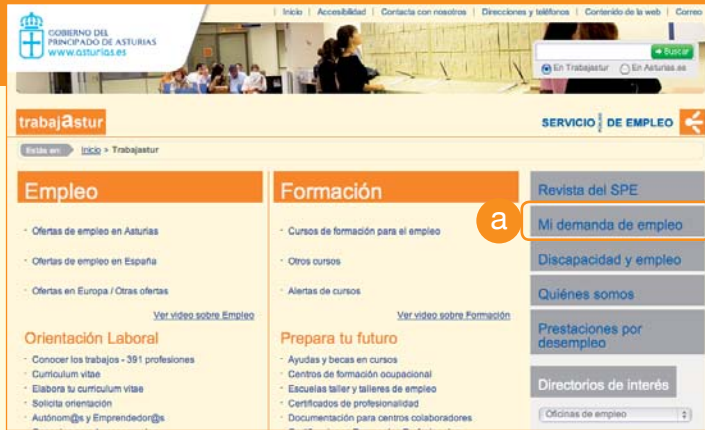 Inicio | Accesibilidad | Contacta con nosotros | Direcciones y teléfonos | Contenido de la web | Correo
GOBIERNO DEL
PRINCIPADO DE ASTURIAS
www.asturias.es
Buscar
En Trabajastur En Asturias.es
trabajastur
SERVICIO PÚBLICO DE EMPLEO
Estás en: Inicio > Trabajastur
Empleo
· Ofertas de empleo en Asturias
· Ofertas de empleo en España
· Ofertas en Europa / Otras ofertas
Ver video sobre Empleo
Orientación Laboral
· Conocer los trabajos - 391 profesiones
· Curriculum vitae
· Elabora tu curriculum vitae
· Solicita orientación
· Autónom@s y Emprendedor@s
Formación
· Cursos de formación para el empleo
· Otros cursos
· Alertas de cursos
Ver video sobre Formación
Prepara tu futuro
· Ayudas y becas en cursos
· Centros de formación ocupacional
· Escuelas taller y talleres de empleo
· Certificados de profesionalidad
· Documentación para centros colaboradores
Revista del SPE
a
Mi demanda de empleo
Discapacidad y empleo
Quiénes somos
Prestaciones por
desempleo
Directorios de interés
Oficinas de empleo